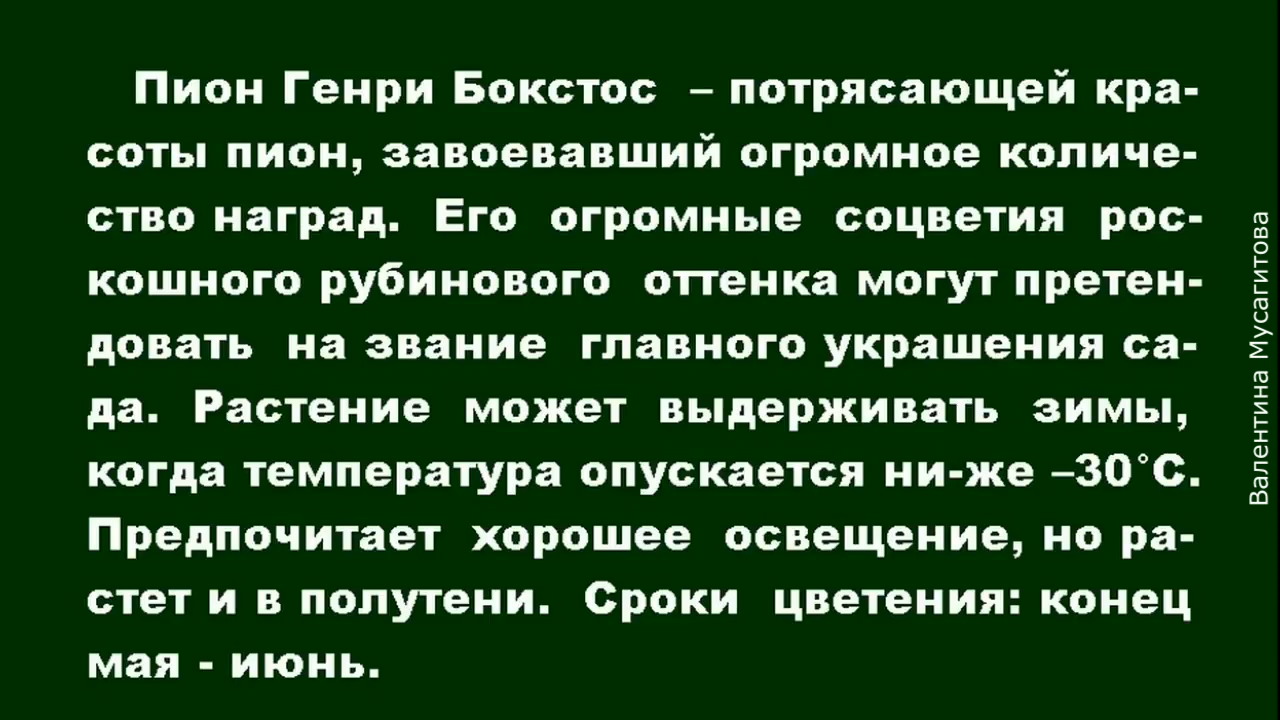 Пион Генри Бокстос – потрясающей кра-
соты пион, завоевавший огромное количе-
ство наград. Его огромные соцветия рос-
кошного рубинового оттенка могут претен-
довать на звание главного украшения са-
да. Растение может выдерживать зимы,
когда температура опускается ни-же –30°С.
Предпочитает хорошее освещение, но ра-
стет и в полутени. Сроки цветения: конец
мая - июнь.
Валентина Мусагитова